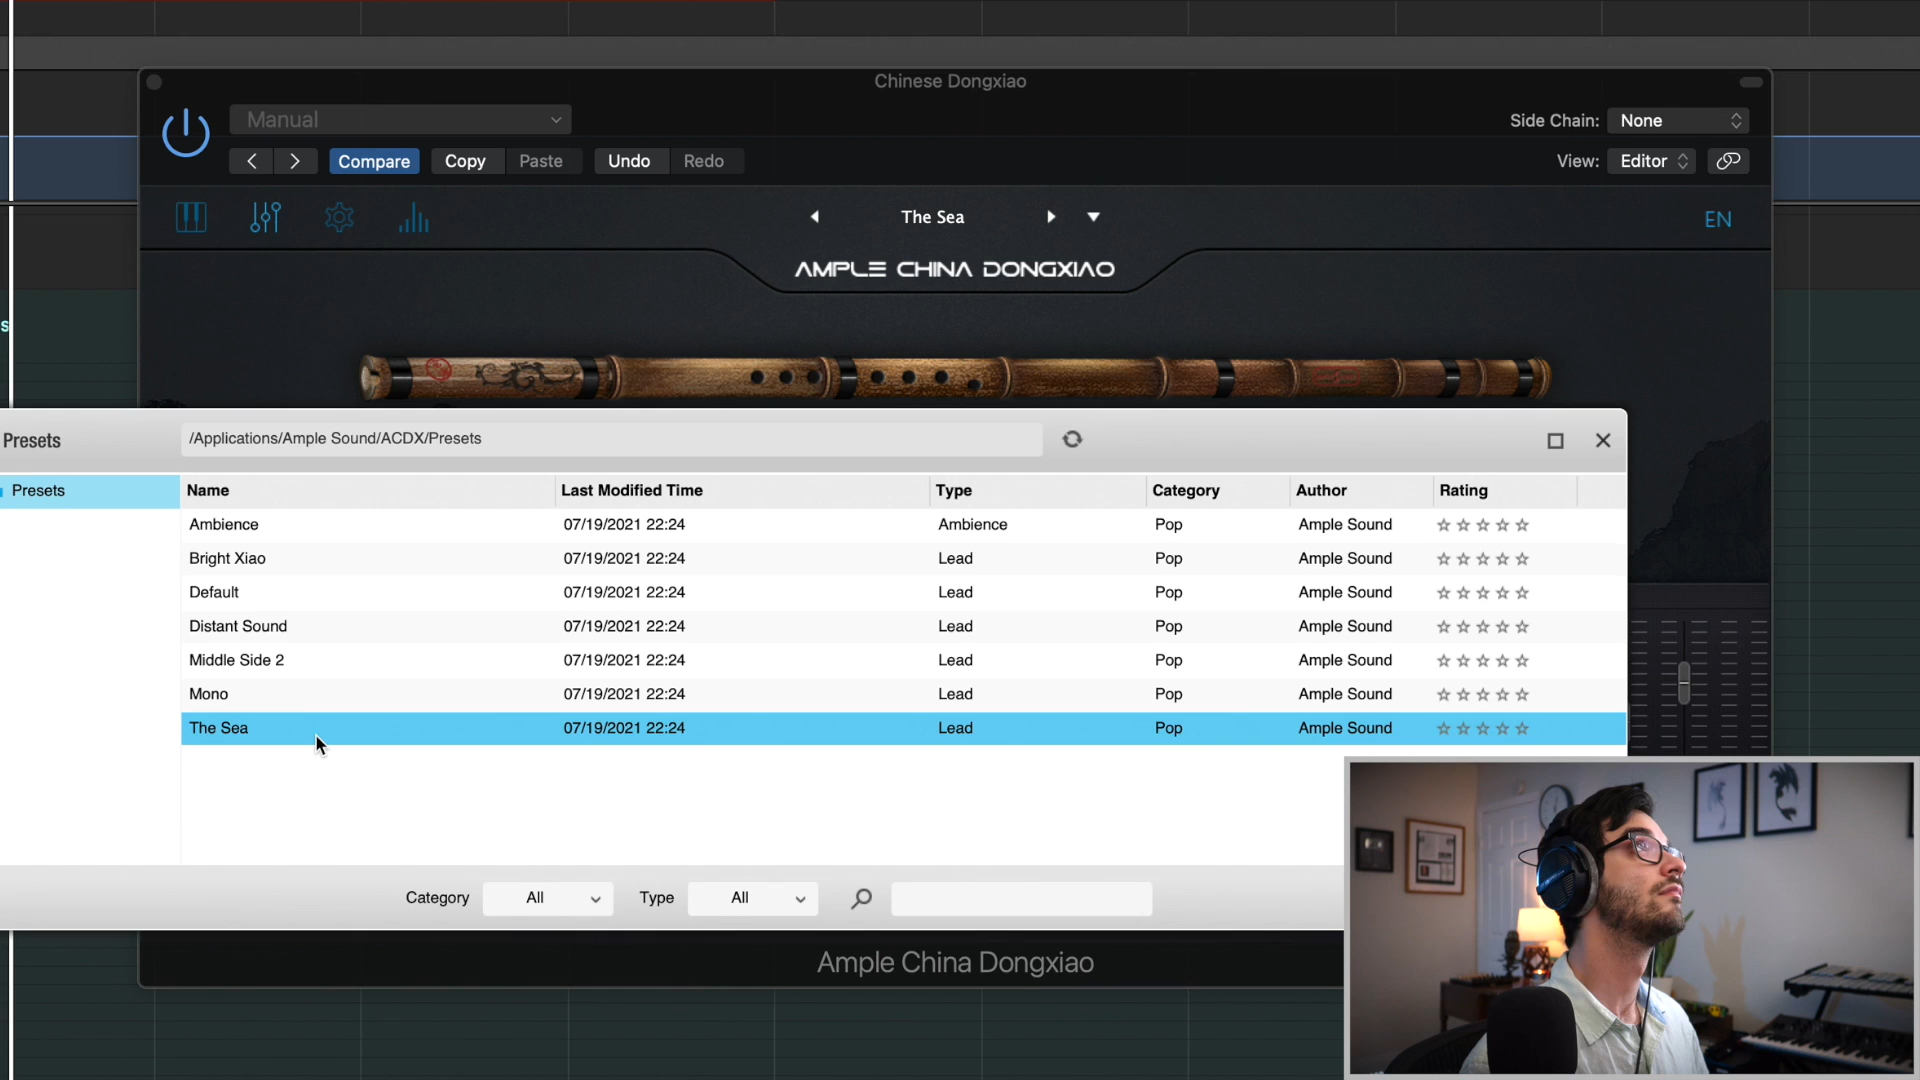 Chinese Dongxiao
Manual
Side Chain: None
Compare Copy Paste Undo Redo
View: Editor
The Sea
EN
AMPLE CHINA DONGXIAO
Presets /Applications/Ample Sound/ACDX/Presets
Presets Name Last Modified Time Type Category Author Rating
Ambience 07/19/2021 22:24 Ambience Pop Ample Sound
Bright Xiao 07/19/2021 22:24 Lead Pop Ample Sound
Default 07/19/2021 22:24 Lead Pop Ample Sound
Distant Sound 07/19/2021 22:24 Lead Pop Ample Sound
Middle Side 2 07/19/2021 22:24 Lead Pop Ample Sound
Mono 07/19/2021 22:24 Lead Pop Ample Sound
The Sea 07/19/2021 22:24 Lead Pop Ample Sound
Category All Type All
Ample China Dongxiao